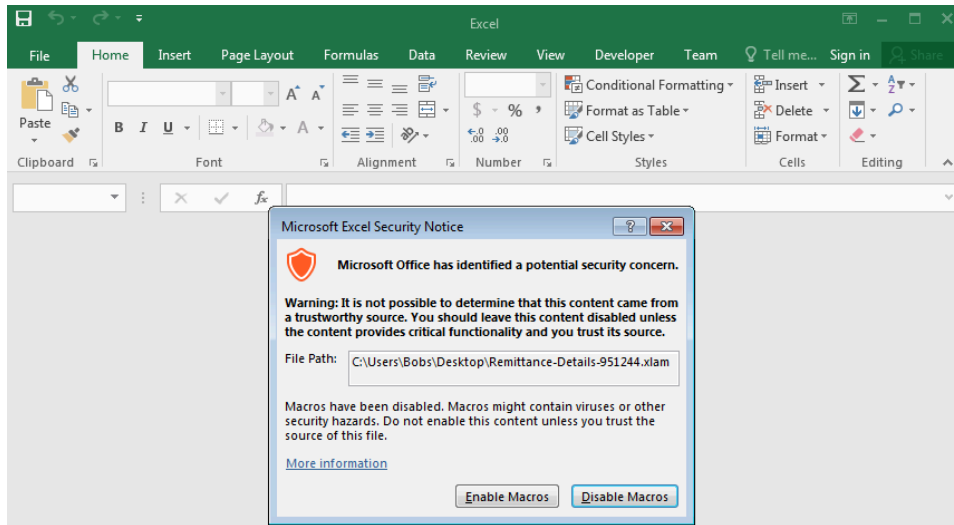 Excel
File Home Insert Page Layout Formulas Data Review View Developer Team Tell me... Sign in Share
Conditional Formatting Insert
Paste A A $ % , Format as Table Delete
B I U A .00 .00 Cell Styles Format
Clipboard Font Alignment Number Styles Cells Editing
fx
Microsoft Excel Security Notice
Microsoft Office has identified a potential security concern.
Warning: It is not possible to determine that this content came from
a trustworthy source. You should leave this content disabled unless
the content provides critical functionality and you trust its source.
File Path: C:\Users\Bobs\Desktop\Remittance-Details-951244.xlam
Macros have been disabled. Macros might contain viruses or other
security hazards. Do not enable this content unless you trust the
source of this file.
More information
Enable Macros Disable Macros